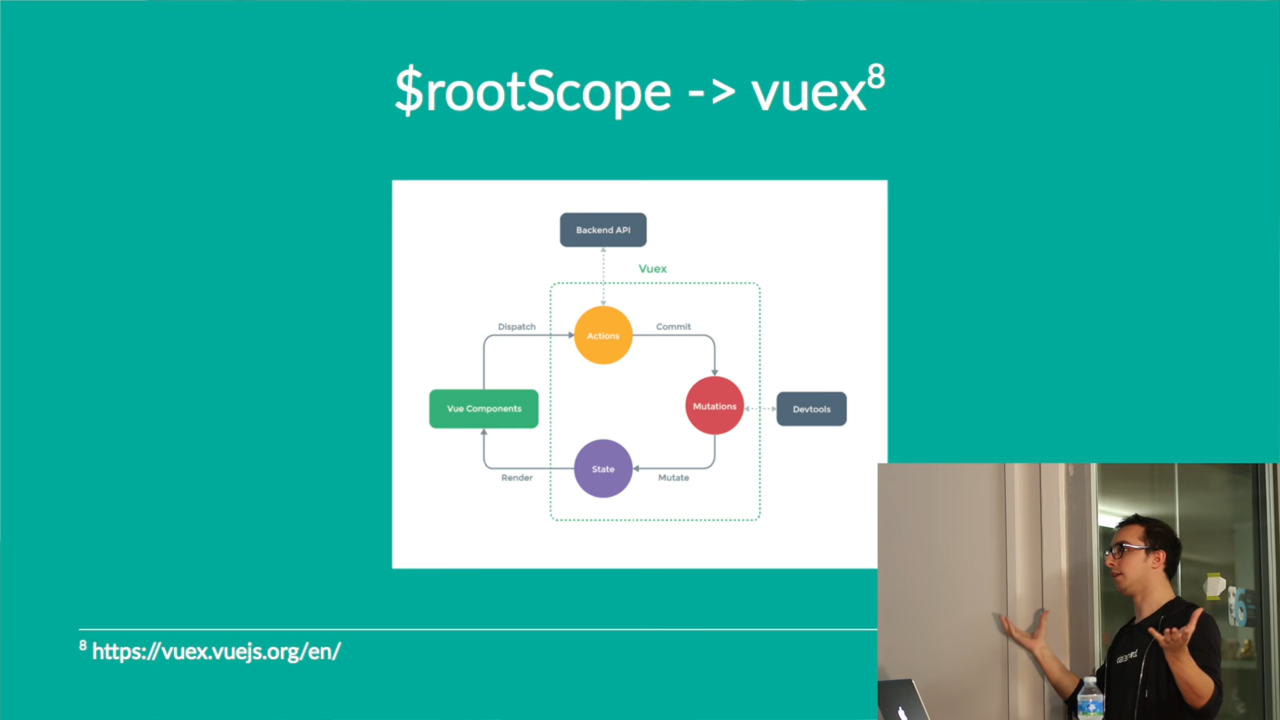 $rootScope -> vuex⁸
Backend API
Vuex
Dispatch
Actions
Commit
Vue Components
Mutations
Devtools
State
Render
Mutate
⁸ https://vuex.vuejs.org/en/